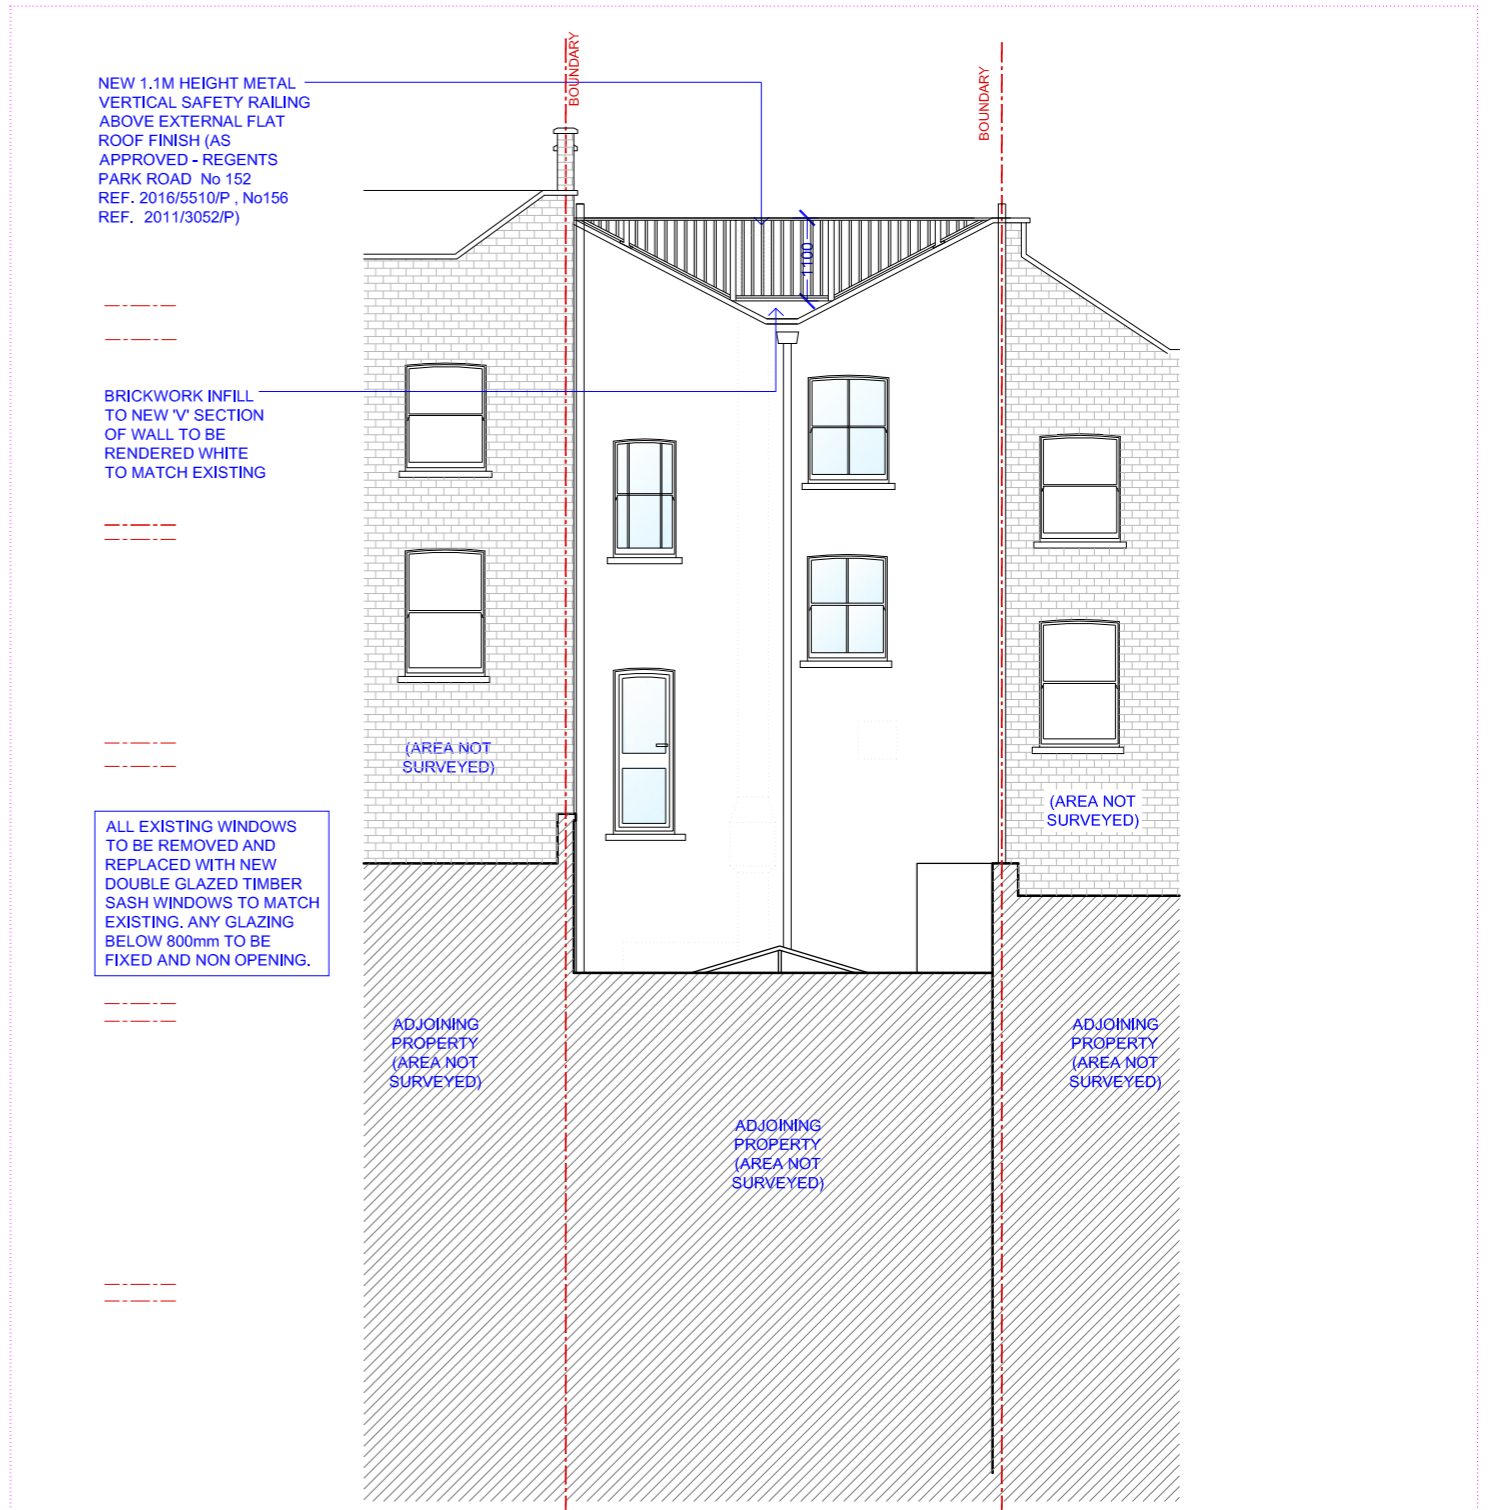 BOUNDARY
BOUNDARY
NEW 1.1M HEIGHT METAL
VERTICAL SAFETY RAILING
ABOVE EXTERNAL FLAT
ROOF FINISH (AS
APPROVED - REGENTS
PARK ROAD No 152
REF. 2016/5510/P , No156
REF. 2011/3052/P)
1100
BRICKWORK INFILL
TO NEW 'V' SECTION
OF WALL TO BE
RENDERED WHITE
TO MATCH EXISTING
(AREA NOT
SURVEYED)
(AREA NOT
SURVEYED)
ALL EXISTING WINDOWS
TO BE REMOVED AND
REPLACED WITH NEW
DOUBLE GLAZED TIMBER
SASH WINDOWS TO MATCH
EXISTING. ANY GLAZING
BELOW 800mm TO BE
FIXED AND NON OPENING.
ADJOINING
PROPERTY
(AREA NOT
SURVEYED)
ADJOINING
PROPERTY
(AREA NOT
SURVEYED)
ADJOINING
PROPERTY
(AREA NOT
SURVEYED)